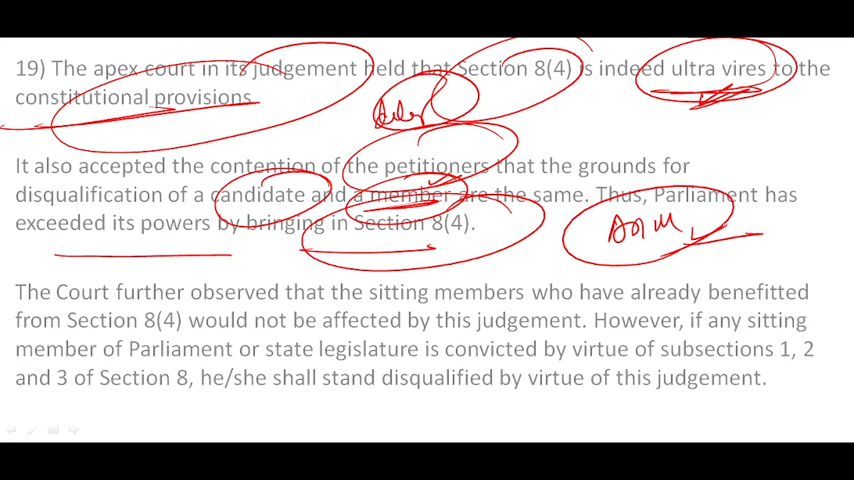 19) The apex court in its judgement held that Section 8(4) is indeed ultra vires to the
constitutional provisions
It also accepted the contention of the petitioners that the grounds for
disqualification of a candidate and a member are the same. Thus, Parliament has
exceeded its powers by bringing in Section 8(4).
The Court further observed that the sitting members who have already benefitted
from Section 8(4) would not be affected by this judgement. However, if any sitting
member of Parliament or state legislature is convicted by virtue of subsections 1, 2
and 3 of Section 8, he/she shall stand disqualified by virtue of this judgement.